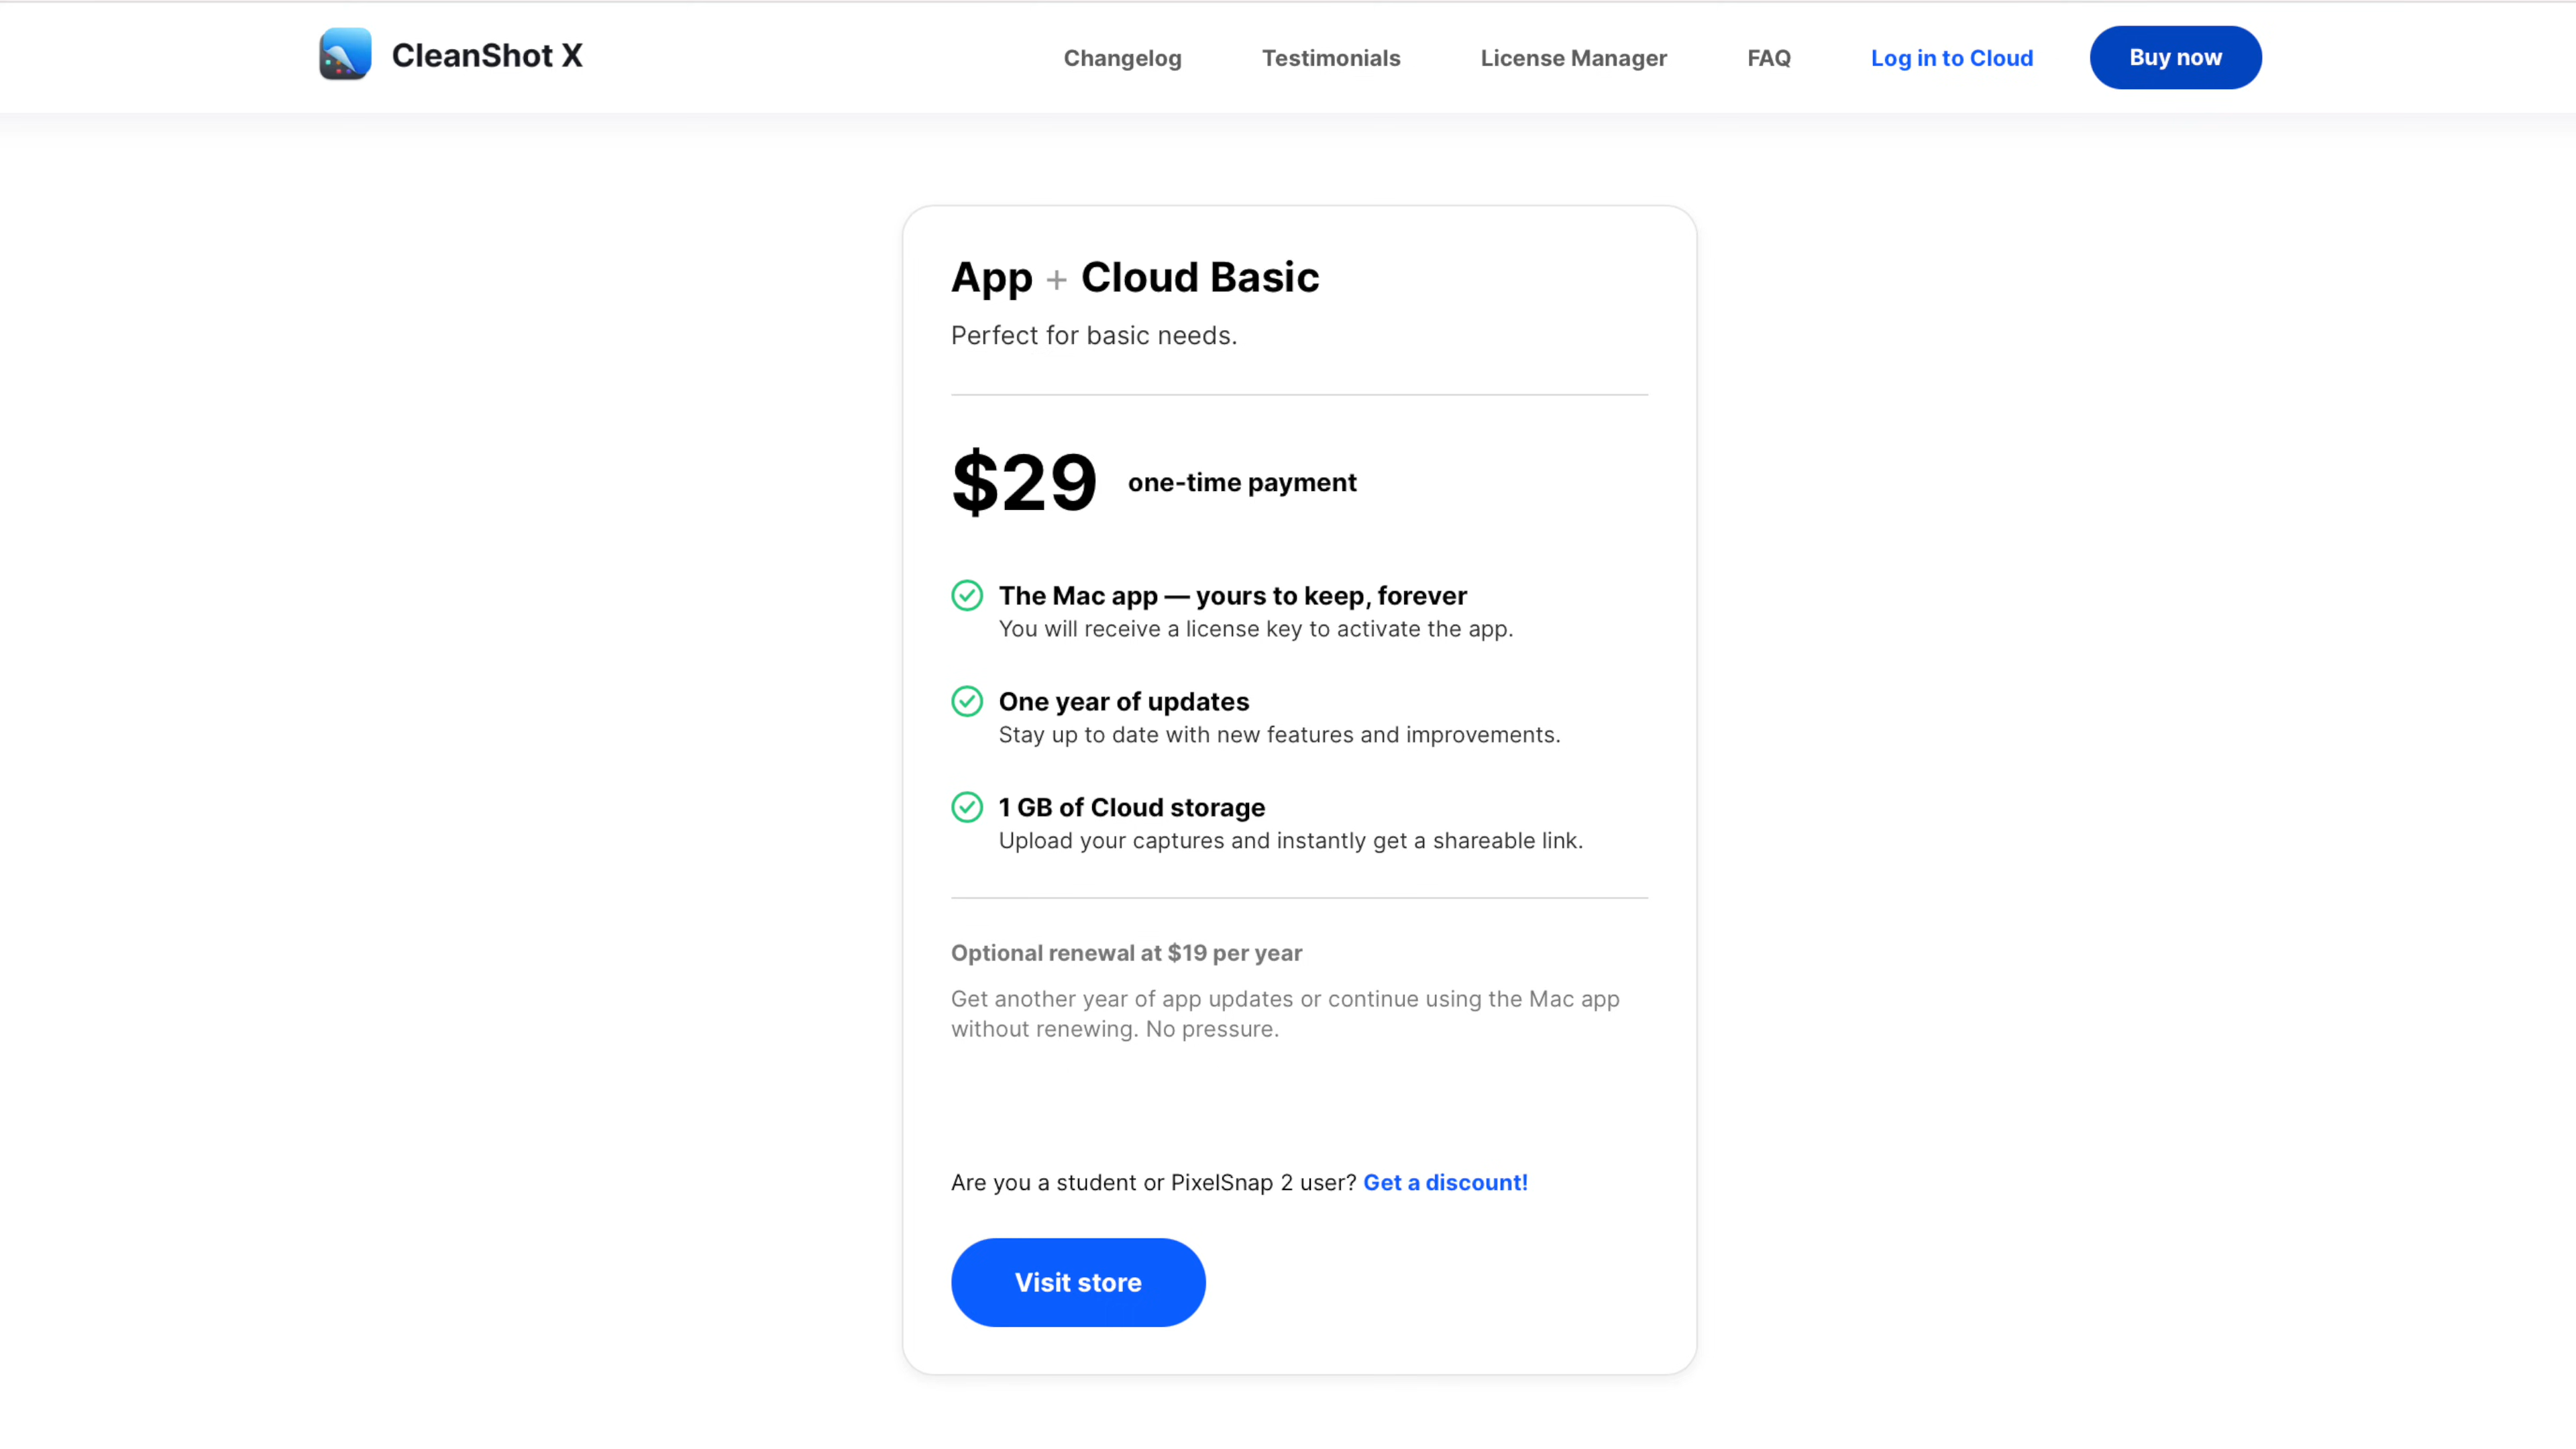 CleanShot X
Changelog
Testimonials
License Manager
FAQ
Log in to Cloud
Buy now
App + Cloud Basic
Perfect for basic needs.
$29 one-time payment
The Mac app — yours to keep, forever
You will receive a license key to activate the app.
One year of updates
Stay up to date with new features and improvements.
1 GB of Cloud storage
Upload your captures and instantly get a shareable link.
Optional renewal at $19 per year
Get another year of app updates or continue using the Mac app
without renewing. No pressure.
Are you a student or PixelSnap 2 user? Get a discount!
Visit store